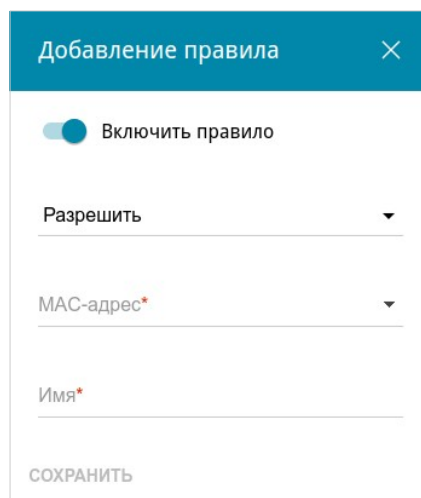 Добавление правила
Включить правило
Разрешить
MAC-адрес*
Имя*
СОХРАНИТЬ